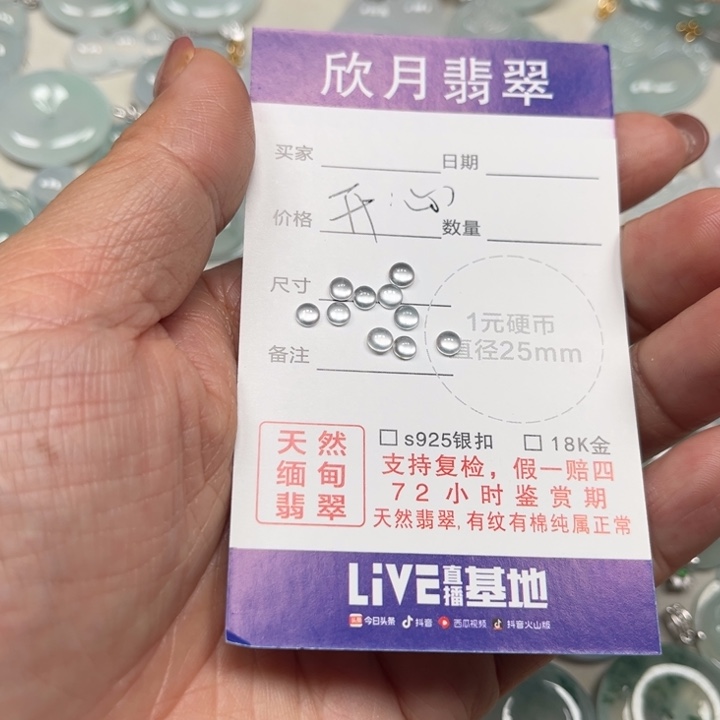 欣月翡翠
买家 日期
价格 开:心 数量
尺寸
1元硬币
直径25mm
备注
天然
缅甸
翡翠
□s925银扣 □18K金
支持复检，假一赔四
72小时鉴赏期
天然翡翠,有纹有棉纯属正常
LiVE直播基地
头条 今日头条 抖音 西瓜视频 抖音火山版